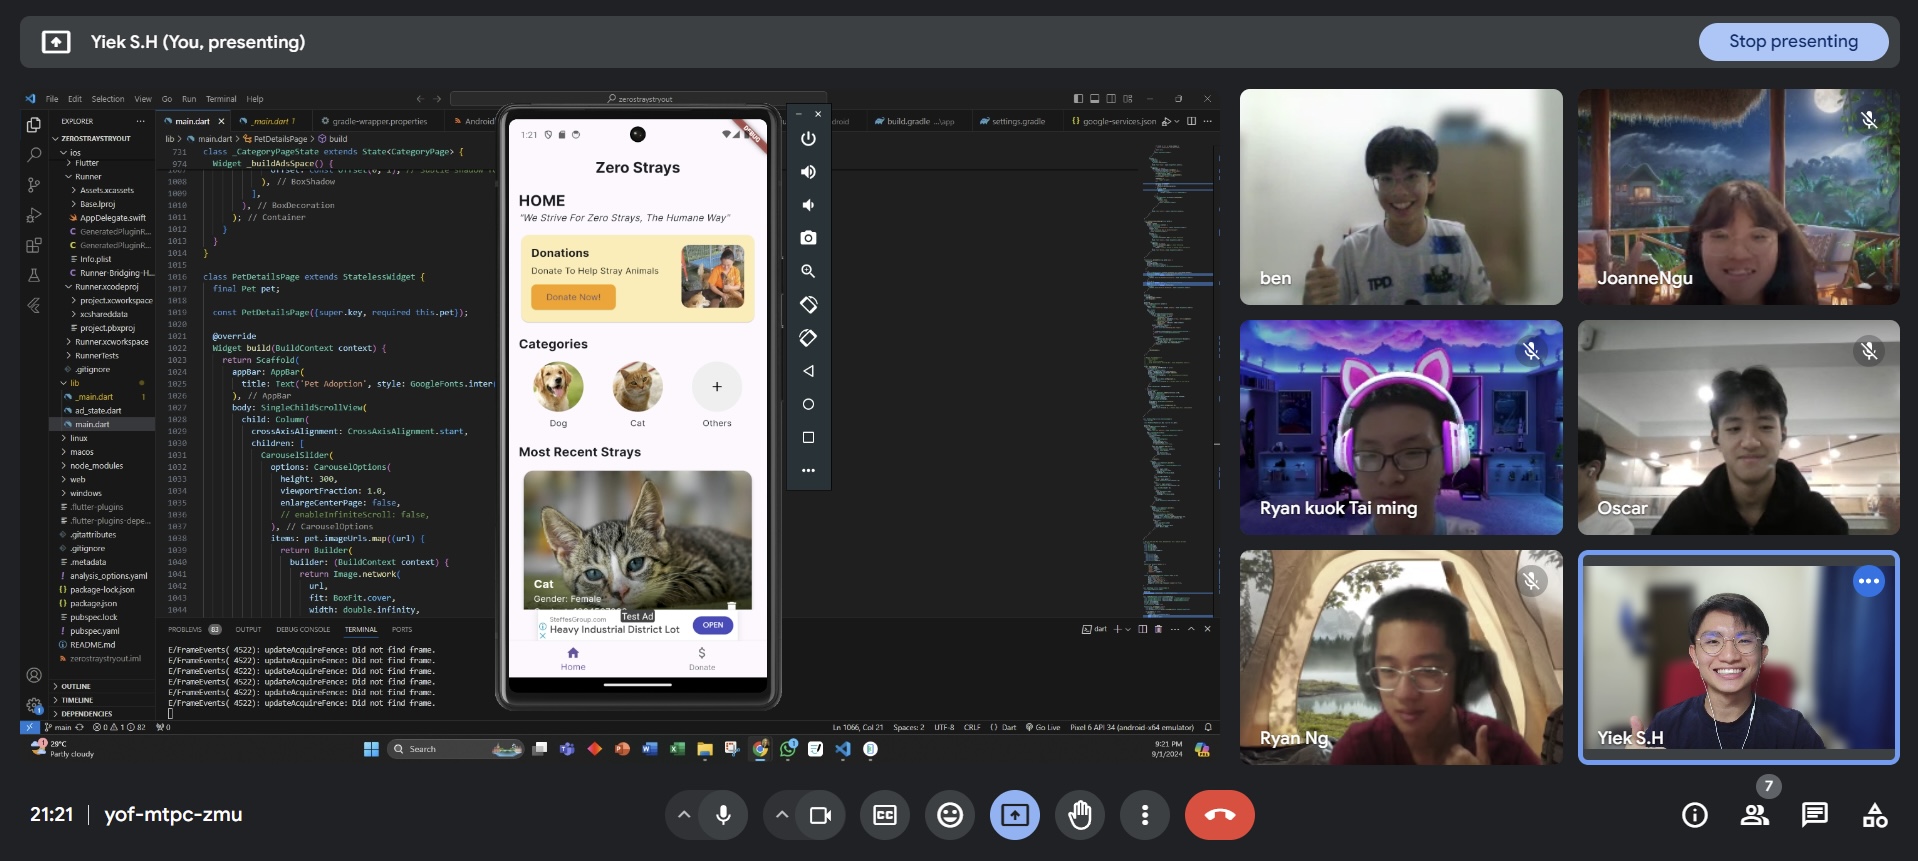 Yiek S.H (You, presenting)
Stop presenting
File Edit Selection View Go Run Terminal Help
zerostraystryout
EXPLORER
ZEROSTRAYSTRYOUT
ios
Flutter
Runner
Assets.xcassets
Base.lproj
AppDelegate.swift
GeneratedPluginR...
GeneratedPluginR...
Info.plist
Runner-Bridging-H...
Runner.xcodeproj
project.xcworkspace
xcshareddata
project.pbxproj
Runner.xcworkspace
RunnerTests
.gitignore
lib
_main.dart 1
ad_state.dart
main.dart
linux
macos
node_modules
web
windows
.flutter-plugins
.flutter-plugins-depe...
.gitattributes
.gitignore
.metadata
analysis_options.yaml
package-lock.json
package.json
pubspec.lock
pubspec.yaml
README.md
zerostraystryout.iml
OUTLINE
TIMELINE
DEPENDENCIES
main.dart _main.dart 1 gradle-wrapper.properties Android
build.gradle ...\app settings.gradle google-services.json
lib > main.dart > PetDetailsPage > build
731 class _CategoryPageState extends State<CategoryPage> {
974 Widget _buildAdsSpace() {
1008 ), // BoxShadow
1009 ],
1010 ), // BoxDecoration
1011 ); // Container
1012 }
1013 }
1014 }
1015
1016 class PetDetailsPage extends StatelessWidget {
1017 final Pet pet;
1018
1019 const PetDetailsPage({super.key, required this.pet});
1020
1021 @override
1022 Widget build(BuildContext context) {
1023 return Scaffold(
1024 appBar: AppBar(
1025 title: Text('Pet Adoption', style: GoogleFonts.inter
1026 ), // AppBar
1027 body: SingleChildScrollView(
1028 child: Column(
1029 crossAxisAlignment: CrossAxisAlignment.start,
1030 children: [
1031 CarouselSlider(
1032 options: CarouselOptions(
1033 height: 300,
1034 viewportFraction: 1.0,
1035 enlargeCenterPage: false,
1036 // enableInfiniteScroll: false,
1037 ), // CarouselOptions
1038 items: pet.imageUrls.map((url) {
1039 return Builder(
1040 builder: (BuildContext context) {
1041 return Image.network(
1042 url,
1043 fit: BoxFit.cover,
1044 width: double.infinity,
PROBLEMS 83 OUTPUT DEBUG CONSOLE TERMINAL PORTS
dart
E/FrameEvents( 4522): updateAcquireFence: Did not find frame.
E/FrameEvents( 4522): updateAcquireFence: Did not find frame.
E/FrameEvents( 4522): updateAcquireFence: Did not find frame.
E/FrameEvents( 4522): updateAcquireFence: Did not find frame.
E/FrameEvents( 4522): updateAcquireFence: Did not find frame.
E/FrameEvents( 4522): updateAcquireFence: Did not find frame.
main 0 1 82 0
Ln 1066, Col 21 Spaces: 2 UTF-8 CRLF Dart Go Live Pixel 6 API 34 (android-x64 emulator)
1:21
DEBUG
Zero Strays
HOME
"We Strive For Zero Strays, The Humane Way"
Donations
Donate To Help Stray Animals
Donate Now!
Categories
Dog Cat Others
Most Recent Strays
Cat
Gender: Female
Test Ad
SteffesGroup.com
Heavy Industrial District Lot
OPEN
Home Donate
29°C
Partly cloudy
Search
9:21 PM
9/1/2024
ben
TPD
JoanneNgu
Ryan kuok Tai ming
Oscar
Ryan Ng
Yiek S.H
21:21 | yof-mtpc-zmu
CC
7